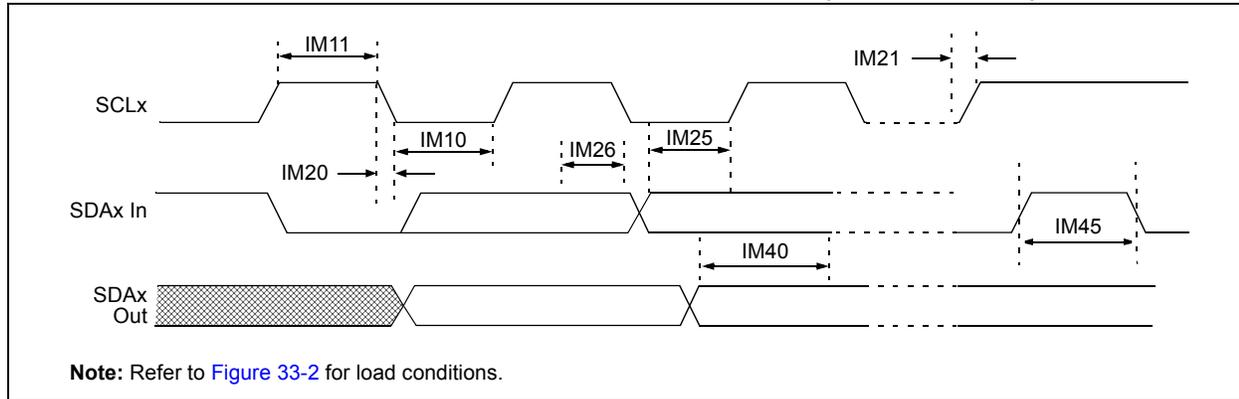 IM11
IM21
SCLx
IM10
IM26
IM25
IM20
SDAx In
IM45
IM40
SDAx
Out
Note: Refer to Figure 33-2 for load conditions.